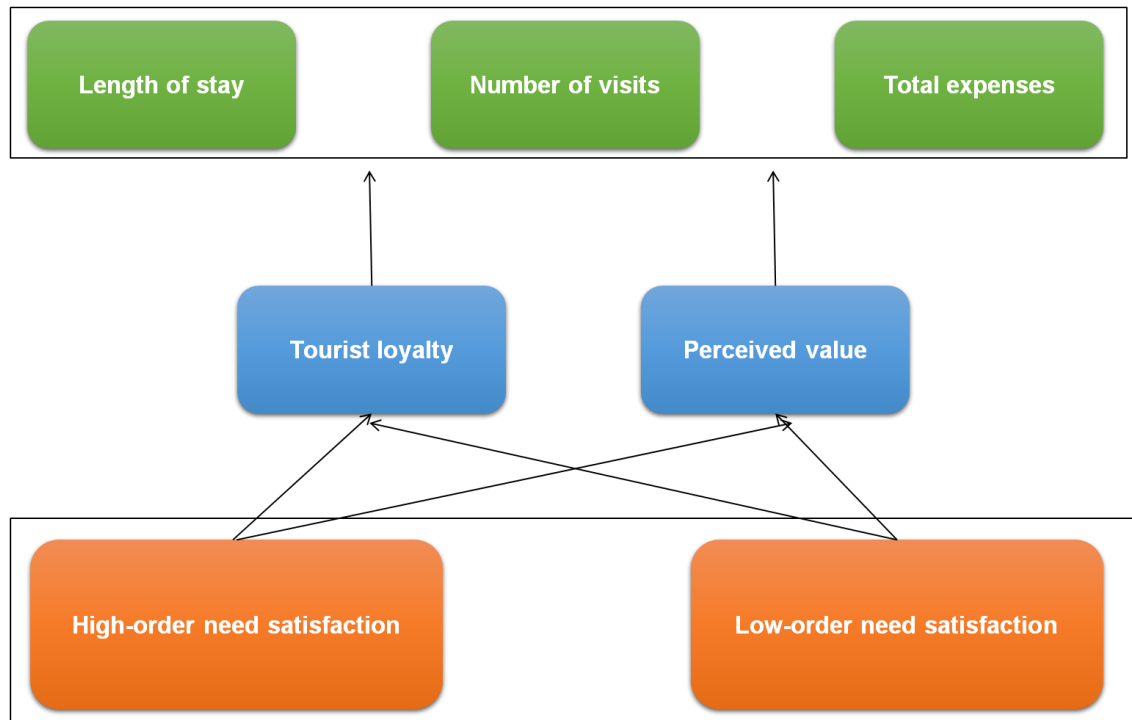 Length of stay
Number of visits
Total expenses
Tourist loyalty
Perceived value
High-order need satisfaction
Low-order need satisfaction